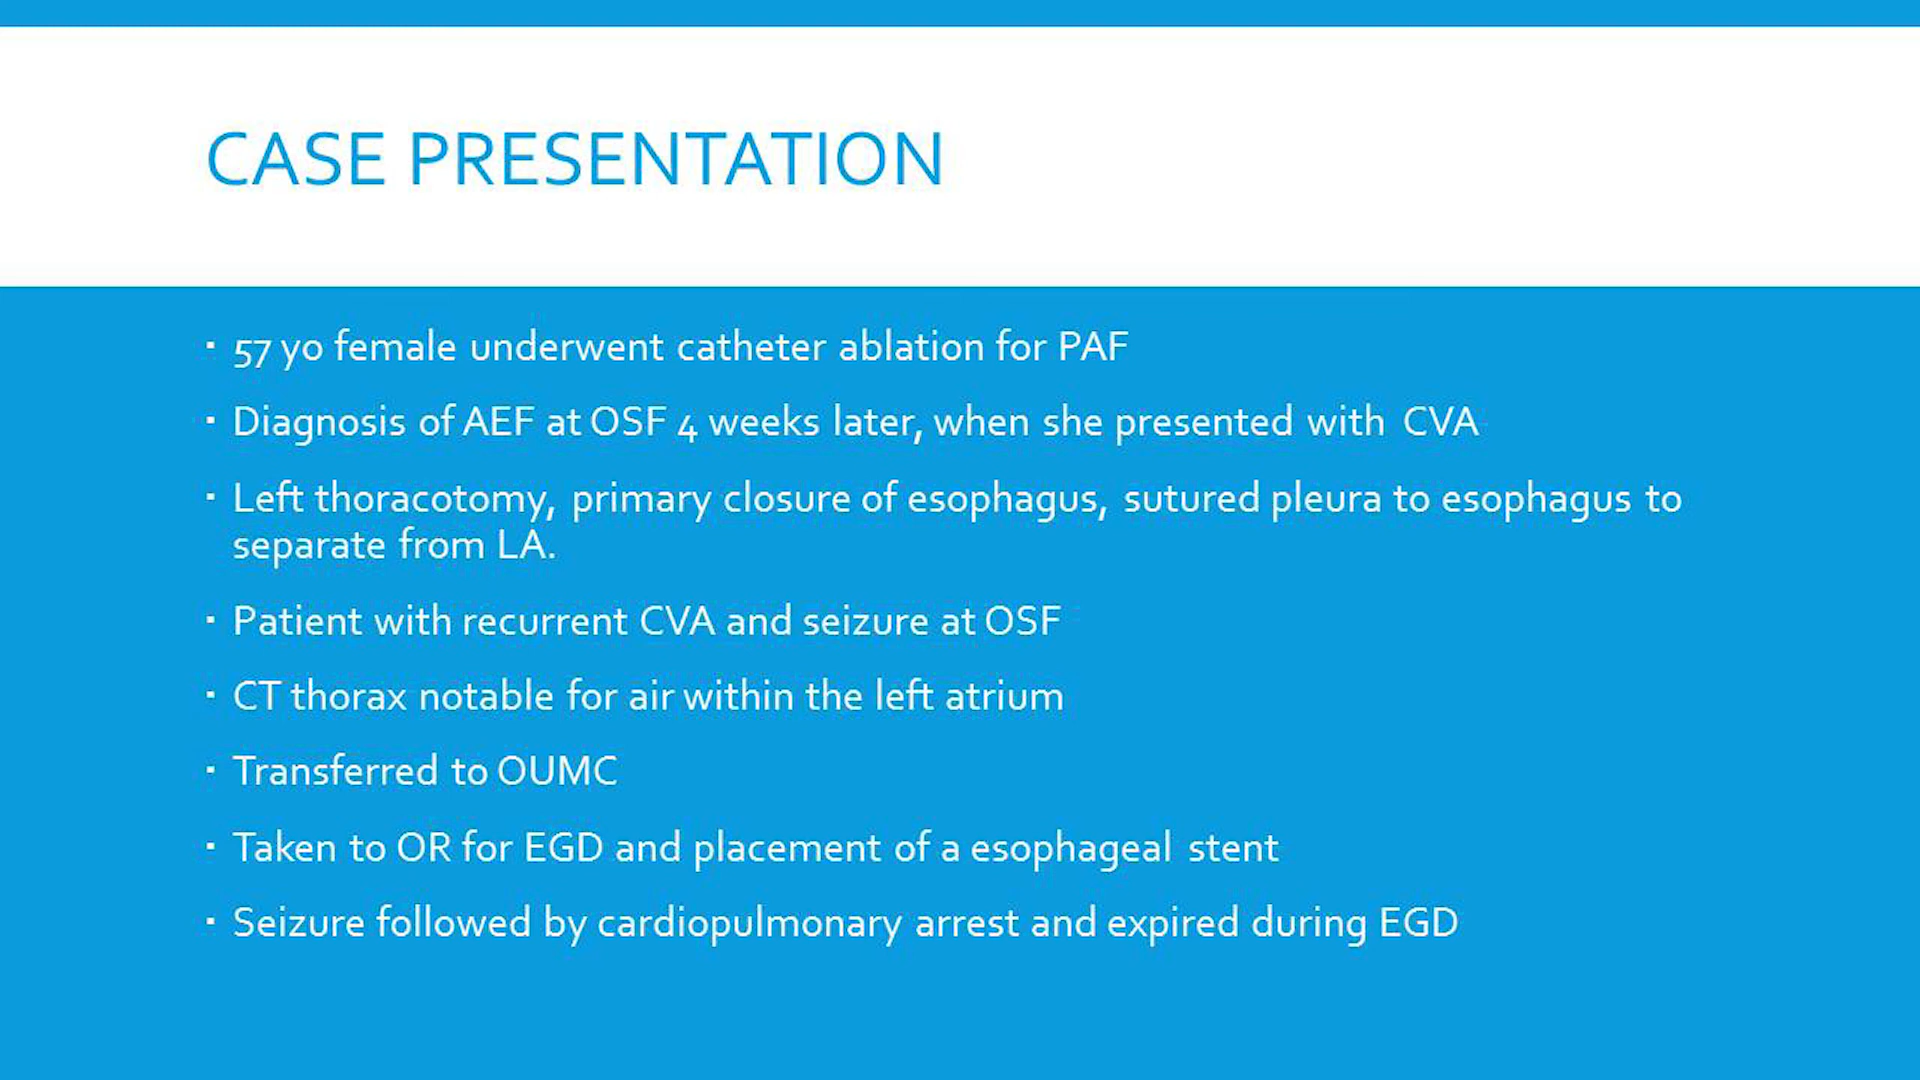 CASE PRESENTATION
▪ 57 yo female underwent catheter ablation for PAF
▪ Diagnosis of AEF at OSF 4 weeks later, when she presented with CVA
▪ Left thoracotomy, primary closure of esophagus, sutured pleura to esophagus to
separate from LA.
▪ Patient with recurrent CVA and seizure at OSF
▪ CT thorax notable for air within the left atrium
▪ Transferred to OUMC
▪ Taken to OR for EGD and placement of a esophageal stent
▪ Seizure followed by cardiopulmonary arrest and expired during EGD